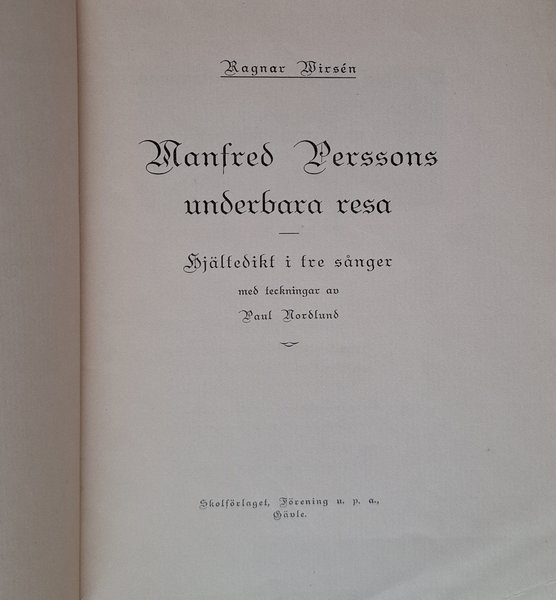 Ragnar Wirsén
Manfred Perssons
underbara resa
Hjältedikt i tre sånger
med teckningar av
Paul Nordlund
Skolförlaget, Förening u. p. a.,
Gävle.